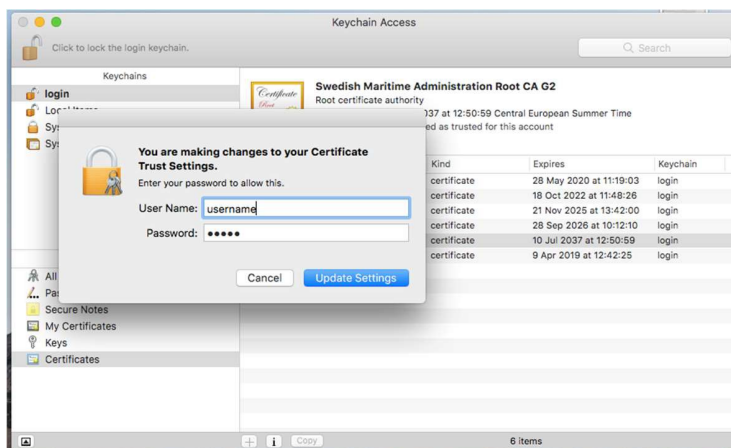 Keychain Access
Click to lock the login keychain.
Search
Keychains
login
Sys
Sy
Swedish Maritime Administration Root CA G2
Root certificate authority
037 at 12:50:59 Central European Summer Time
ed as trusted for this account
Certificate
You are making changes to your Certificate
Trust Settings.
Enter your password to allow this.
User Name: username
Password: •••••
Cancel
Update Settings
Kind Expires Keychain
certificate 28 May 2020 at 11:19:03 login
certificate 18 Oct 2022 at 11:48:26 login
certificate 21 Nov 2025 at 13:42:00 login
certificate 28 Sep 2026 at 10:12:10 login
certificate 10 Jul 2037 at 12:50:59 login
certificate 9 Apr 2019 at 12:42:25 login
All
Pas
Secure Notes
My Certificates
Keys
Certificates
Copy
6 items